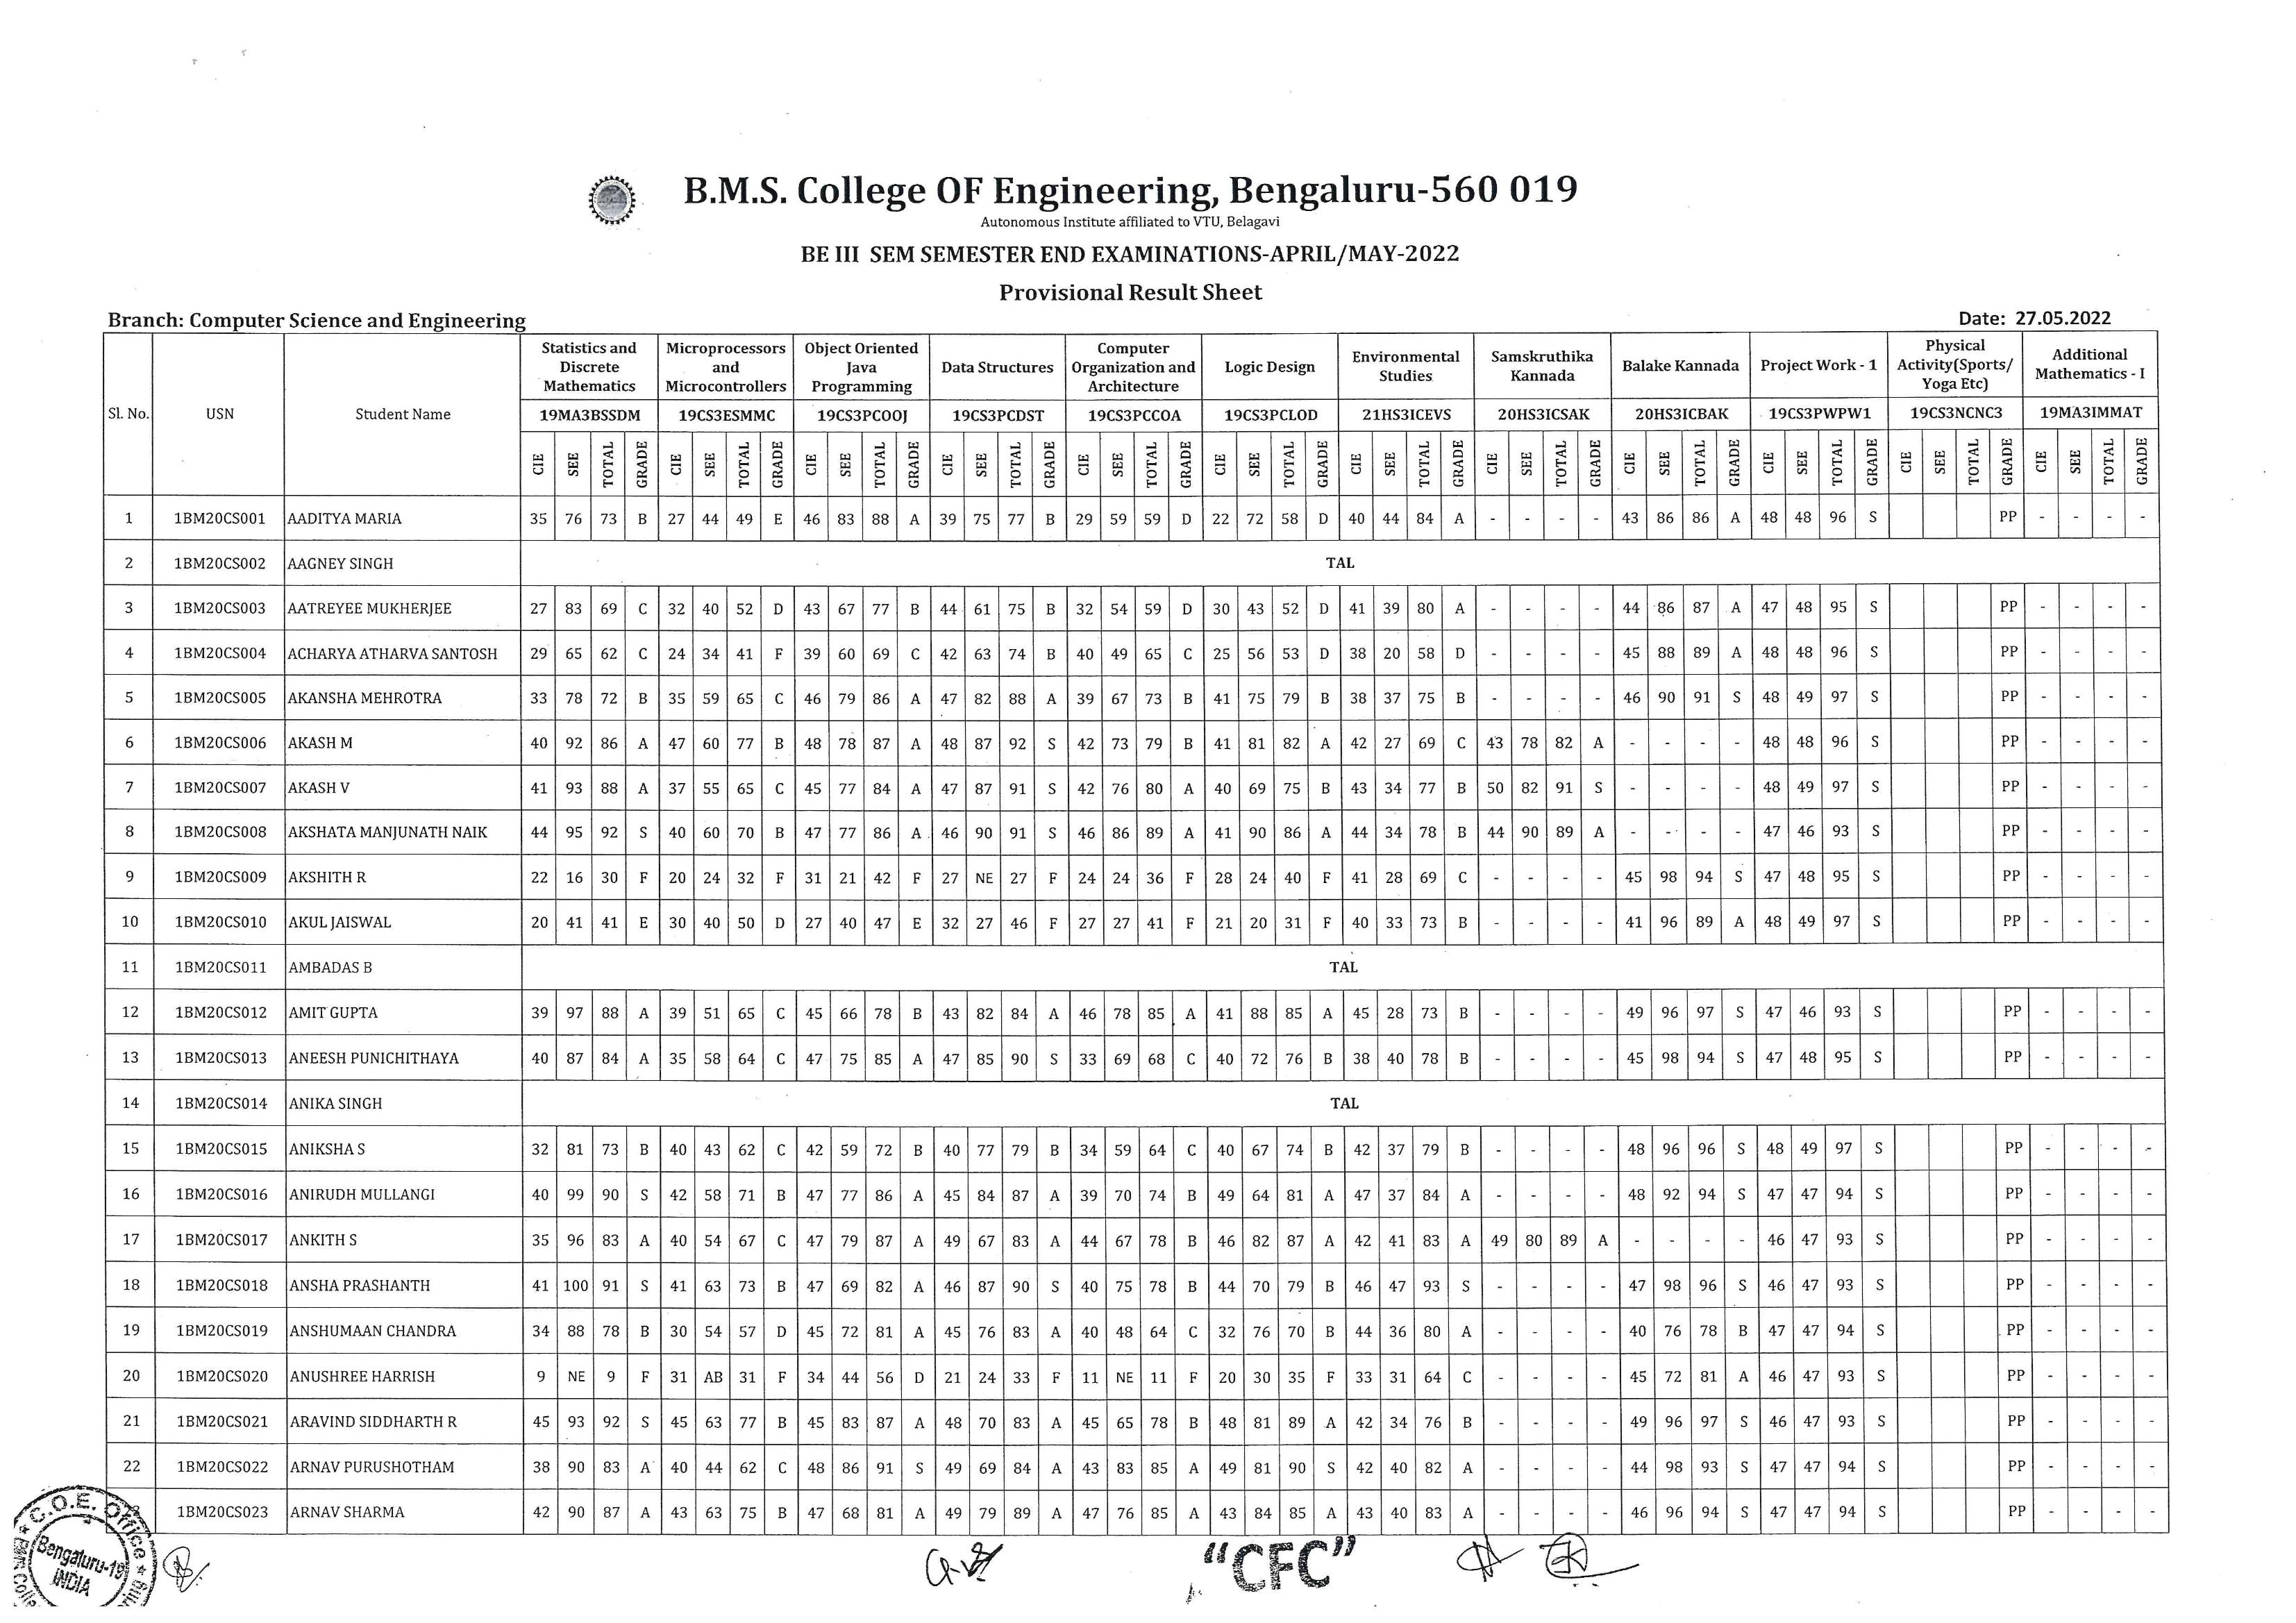 B.M.S. College OF Engineering, Bengaluru-560 019
Autonomous Institute affiliated to VTU, Belagavi
BE III SEM SEMESTER END EXAMINATIONS-APRIL/MAY-2022
Provisional Result Sheet
Branch: Computer Science and Engineering Date: 27.05.2022
Sl. No. USN Student Name Statistics and Discrete Mathematics Microprocessors and Microcontrollers Object Oriented Java Programming Data Structures Computer Organization and Architecture Logic Design Environmental Studies Samskruthika Kannada Balake Kannada Project Work - 1 Physical Activity(Sports/ Yoga Etc) Additional Mathematics - I
19MA3BSSDM 19CS3ESMMC 19CS3PCOOJ 19CS3PCDST 19CS3PCCOA 19CS3PCLOD 21HS3ICEVS 20HS3ICSAK 20HS3ICBAK 19CS3PWPW1 19CS3NCNC3 19MA3IMMAT
CIE SEE TOTAL GRADE CIE SEE TOTAL GRADE CIE SEE TOTAL GRADE CIE SEE TOTAL GRADE CIE SEE TOTAL GRADE CIE SEE TOTAL GRADE CIE SEE TOTAL GRADE CIE SEE TOTAL GRADE CIE SEE TOTAL GRADE CIE SEE TOTAL GRADE CIE SEE TOTAL GRADE CIE SEE TOTAL GRADE
1 1BM20CS001 AADITYA MARIA 35 76 73 B 27 44 49 E 46 83 88 A 39 75 77 B 29 59 59 D 22 72 58 D 40 44 84 A - - - - 43 86 86 A 48 48 96 S PP - - - -
2 1BM20CS002 AAGNEY SINGH TAL
3 1BM20CS003 AATREYEE MUKHERJEE 27 83 69 C 32 40 52 D 43 67 77 B 44 61 75 B 32 54 59 D 30 43 52 D 41 39 80 A - - - - 44 86 87 A 47 48 95 S PP - - - -
4 1BM20CS004 ACHARYA ATHARVA SANTOSH 29 65 62 C 24 34 41 F 39 60 69 C 42 63 74 B 40 49 65 C 25 56 53 D 38 20 58 D - - - - 45 88 89 A 48 48 96 S PP - - - -
5 1BM20CS005 AKANSHA MEHROTRA 33 78 72 B 35 59 65 C 46 79 86 A 47 82 88 A 39 67 73 B 41 75 79 B 38 37 75 B - - - - 46 90 91 S 48 49 97 S PP - - - -
6 1BM20CS006 AKASH M 40 92 86 A 47 60 77 B 48 78 87 A 48 87 92 S 42 73 79 B 41 81 82 A 42 27 69 C 43 78 82 A - - - - 48 48 96 S PP - - - -
7 1BM20CS007 AKASH V 41 93 88 A 37 55 65 C 45 77 84 A 47 87 91 S 42 76 80 A 40 69 75 B 43 34 77 B 50 82 91 S - - - - 48 49 97 S PP - - - -
8 1BM20CS008 AKSHATA MANJUNATH NAIK 44 95 92 S 40 60 70 B 47 77 86 A 46 90 91 S 46 86 89 A 41 90 86 A 44 34 78 B 44 90 89 A - - - - 47 46 93 S PP - - - -
9 1BM20CS009 AKSHITH R 22 16 30 F 20 24 32 F 31 21 42 F 27 NE 27 F 24 24 36 F 28 24 40 F 41 28 69 C - - - - 45 98 94 S 47 48 95 S PP - - - -
10 1BM20CS010 AKUL JAISWAL 20 41 41 E 30 40 50 D 27 40 47 E 32 27 46 F 27 27 41 F 21 20 31 F 40 33 73 B - - - - 41 96 89 A 48 49 97 S PP - - - -
11 1BM20CS011 AMBADAS B TAL
12 1BM20CS012 AMIT GUPTA 39 97 88 A 39 51 65 C 45 66 78 B 43 82 84 A 46 78 85 A 41 88 85 A 45 28 73 B - - - - 49 96 97 S 47 46 93 S PP - - - -
13 1BM20CS013 ANEESH PUNICHITHAYA 40 87 84 A 35 58 64 C 47 75 85 A 47 85 90 S 33 69 68 C 40 72 76 B 38 40 78 B - - - - 45 98 94 S 47 48 95 S PP - - - -
14 1BM20CS014 ANIKA SINGH TAL
15 1BM20CS015 ANIKSHA S 32 81 73 B 40 43 62 C 42 59 72 B 40 77 79 B 34 59 64 C 40 67 74 B 42 37 79 B - - - - 48 96 96 S 48 49 97 S PP - - - -
16 1BM20CS016 ANIRUDH MULLANGI 40 99 90 S 42 58 71 B 47 77 86 A 45 84 87 A 39 70 74 B 49 64 81 A 47 37 84 A - - - - 48 92 94 S 47 47 94 S PP - - - -
17 1BM20CS017 ANKITH S 35 96 83 A 40 54 67 C 47 79 87 A 49 67 83 A 44 67 78 B 46 82 87 A 42 41 83 A 49 80 89 A - - - - 46 47 93 S PP - - - -
18 1BM20CS018 ANSHA PRASHANTH 41 100 91 S 41 63 73 B 47 69 82 A 46 87 90 S 40 75 78 B 44 70 79 B 46 47 93 S - - - - 47 98 96 S 46 47 93 S PP - - - -
19 1BM20CS019 ANSHUMAAN CHANDRA 34 88 78 B 30 54 57 D 45 72 81 A 45 76 83 A 40 48 64 C 32 76 70 B 44 36 80 A - - - - 40 76 78 B 47 47 94 S PP - - - -
20 1BM20CS020 ANUSHREE HARRISH 9 NE 9 F 31 AB 31 F 34 44 56 D 21 24 33 F 11 NE 11 F 20 30 35 F 33 31 64 C - - - - 45 72 81 A 46 47 93 S PP - - - -
21 1BM20CS021 ARAVIND SIDDHARTH R 45 93 92 S 45 63 77 B 45 83 87 A 48 70 83 A 45 65 78 B 48 81 89 A 42 34 76 B - - - - 49 96 97 S 46 47 93 S PP - - - -
22 1BM20CS022 ARNAV PURUSHOTHAM 38 90 83 A 40 44 62 C 48 86 91 S 49 69 84 A 43 83 85 A 49 81 90 S 42 40 82 A - - - - 44 98 93 S 47 47 94 S PP - - - -
1BM20CS023 ARNAV SHARMA 42 90 87 A 43 63 75 B 47 68 81 A 49 79 89 A 47 76 85 A 43 84 85 A 43 40 83 A - - - - 46 96 94 S 47 47 94 S PP - - - -
C.O.E. Office
Bengaluru-19
INDIA
"CFC"